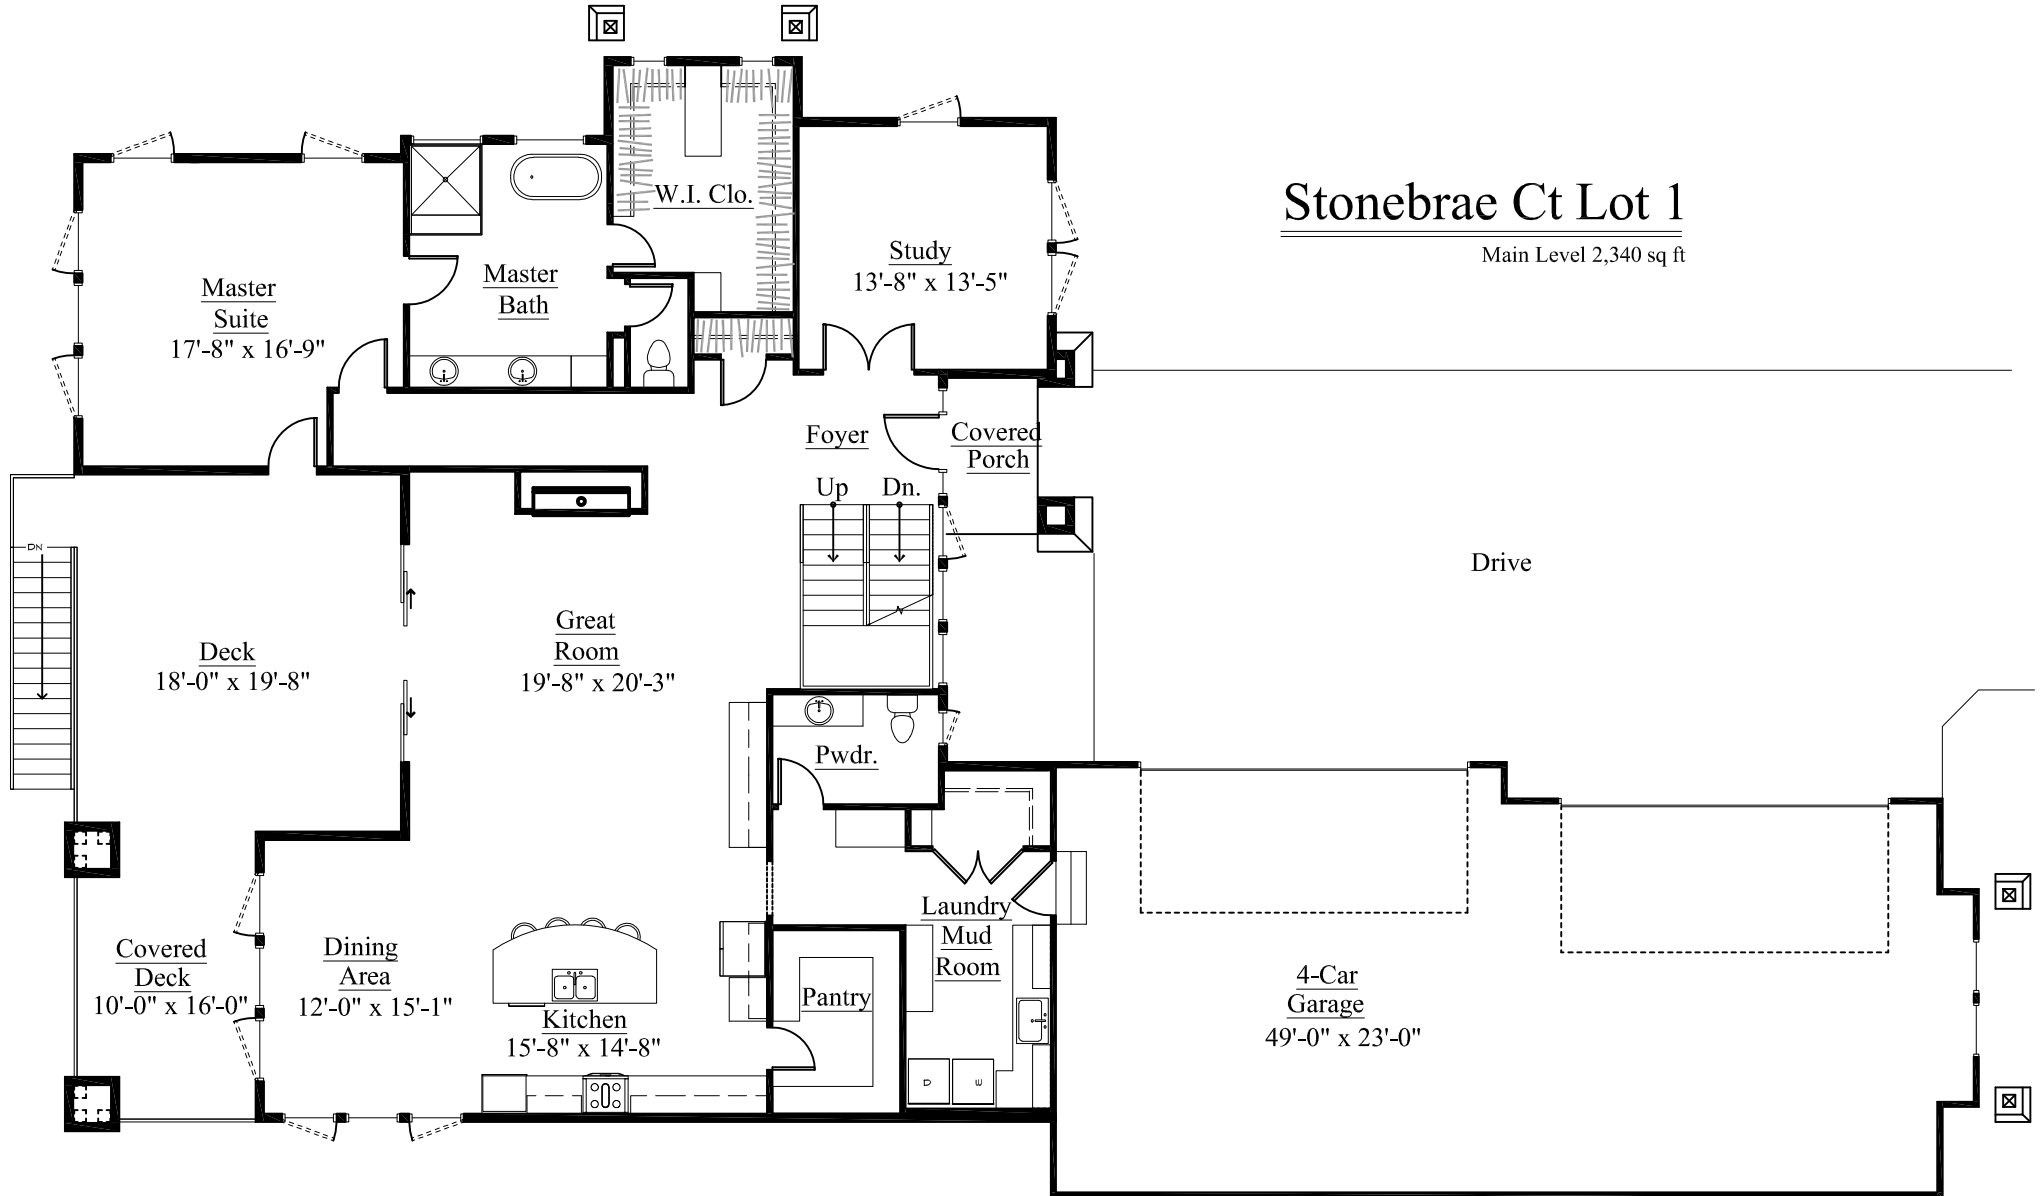 Stonebrae Ct Lot 1
Main Level 2,340 sq ft
W.I. Clo.
Study
13'-8" x 13'-5"
Master
Bath
Master
Suite
17'-8" x 16'-9"
Foyer
Covered
Porch
Up
Dn.
DN
Drive
Great
Room
19'-8" x 20'-3"
Deck
18'-0" x 19'-8"
Pwdr.
Laundry
Mud
Room
Covered
Deck
10'-0" x 16'-0"
Dining
Area
12'-0" x 15'-1"
Kitchen
15'-8" x 14'-8"
Pantry
4-Car
Garage
49'-0" x 23'-0"
D